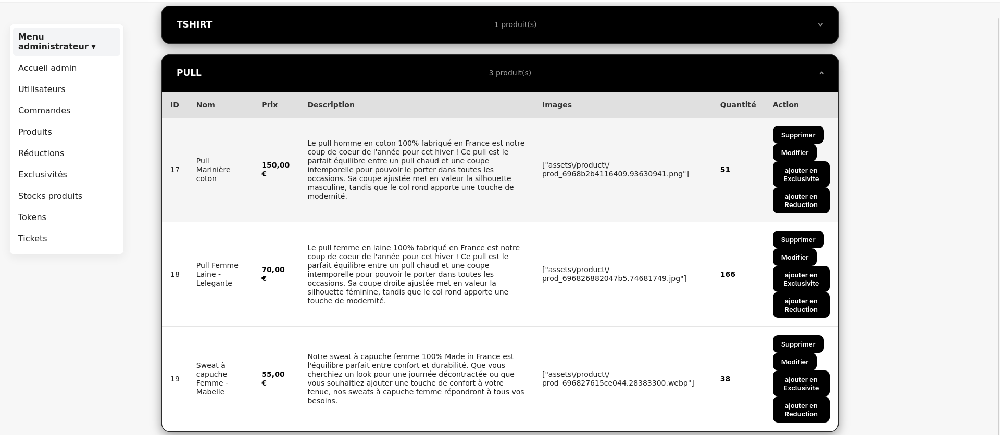 Menu
administrateur ▾
Accueil admin
Utilisateurs
Commandes
Produits
Réductions
Exclusivités
Stocks produits
Tokens
Tickets
TSHIRT 1 produit(s)
PULL 3 produit(s)
ID Nom Prix Description Images Quantité Action
17
Pull
Marinière
coton
150,00
€
Le pull homme en coton 100% fabriqué en France est notre
coup de coeur de l'année pour cet hiver ! Ce pull est le
parfait équilibre entre un pull chaud et une coupe
intemporelle pour pouvoir le porter dans toutes les
occasions. Sa coupe ajustée met en valeur la silhouette
masculine, tandis que le col rond apporte une touche de
modernité.
["assets\/product\/
prod_6968b2b4116409.93630941.png"]
51
Supprimer
Modifier
ajouter en
Exclusivite
ajouter en
Reduction
18
Pull Femme
Laine -
Lelegante
70,00
€
Le pull femme en laine 100% fabriqué en France est notre
coup de coeur de l'année pour cet hiver ! Ce pull est le
parfait équilibre entre un pull chaud et une coupe
intemporelle pour pouvoir le porter dans toutes les
occasions. Sa coupe droite ajustée met en valeur la
silhouette féminine, tandis que le col rond apporte une
touche de modernité.
["assets\/product\/
prod_696826882047b5.74681749.jpg"]
166
Supprimer
Modifier
ajouter en
Exclusivite
ajouter en
Reduction
19
Sweat à
capuche
Femme -
Mabelle
55,00
€
Notre sweat à capuche femme 100% Made in France est
l'équilibre parfait entre confort et durabilité. Que vous
cherchiez un look pour une journée décontractée ou que
vous souhaitiez ajouter une touche de confort à votre
tenue, nos sweats à capuche femme répondront à tous vos
besoins.
["assets\/product\/
prod_696827615ce044.28383300.webp"]
38
Supprimer
Modifier
ajouter en
Exclusivite
ajouter en
Reduction